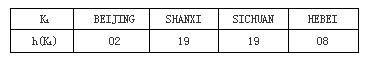 Ki BEIJING SHANXI SICHUAN HEBEI
h(Ki) 02 19 19 08